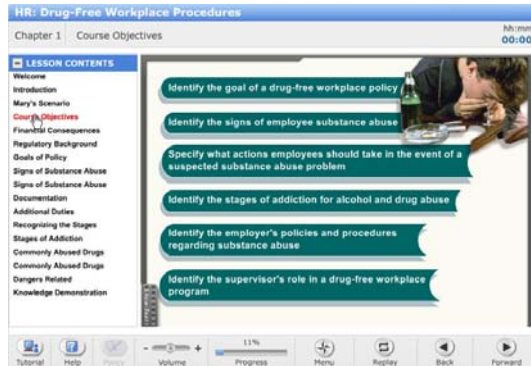 HR: Drug-Free Workplace Procedures
Chapter 1 Course Objectives
hh:mm
00:00
LESSON CONTENTS
Welcome
Introduction
Mary's Scenario
Course Objectives
Financial Consequences
Regulatory Background
Goals of Policy
Signs of Substance Abuse
Signs of Substance Abuse
Documentation
Additional Duties
Recognizing the Stages
Stages of Addiction
Commonly Abused Drugs
Commonly Abused Drugs
Dangers Related
Knowledge Demonstration
Identify the goal of a drug-free workplace policy
Identify the signs of employee substance abuse
Specify what actions employees should take in the event of a
suspected substance abuse problem
Identify the stages of addiction for alcohol and drug abuse
Identify the employer's policies and procedures
regarding substance abuse
Identify the supervisor's role in a drug-free workplace
program
Tutorial
Help
Policy
- +
Volume
11%
Progress
Menu
Replay
Back
Forward